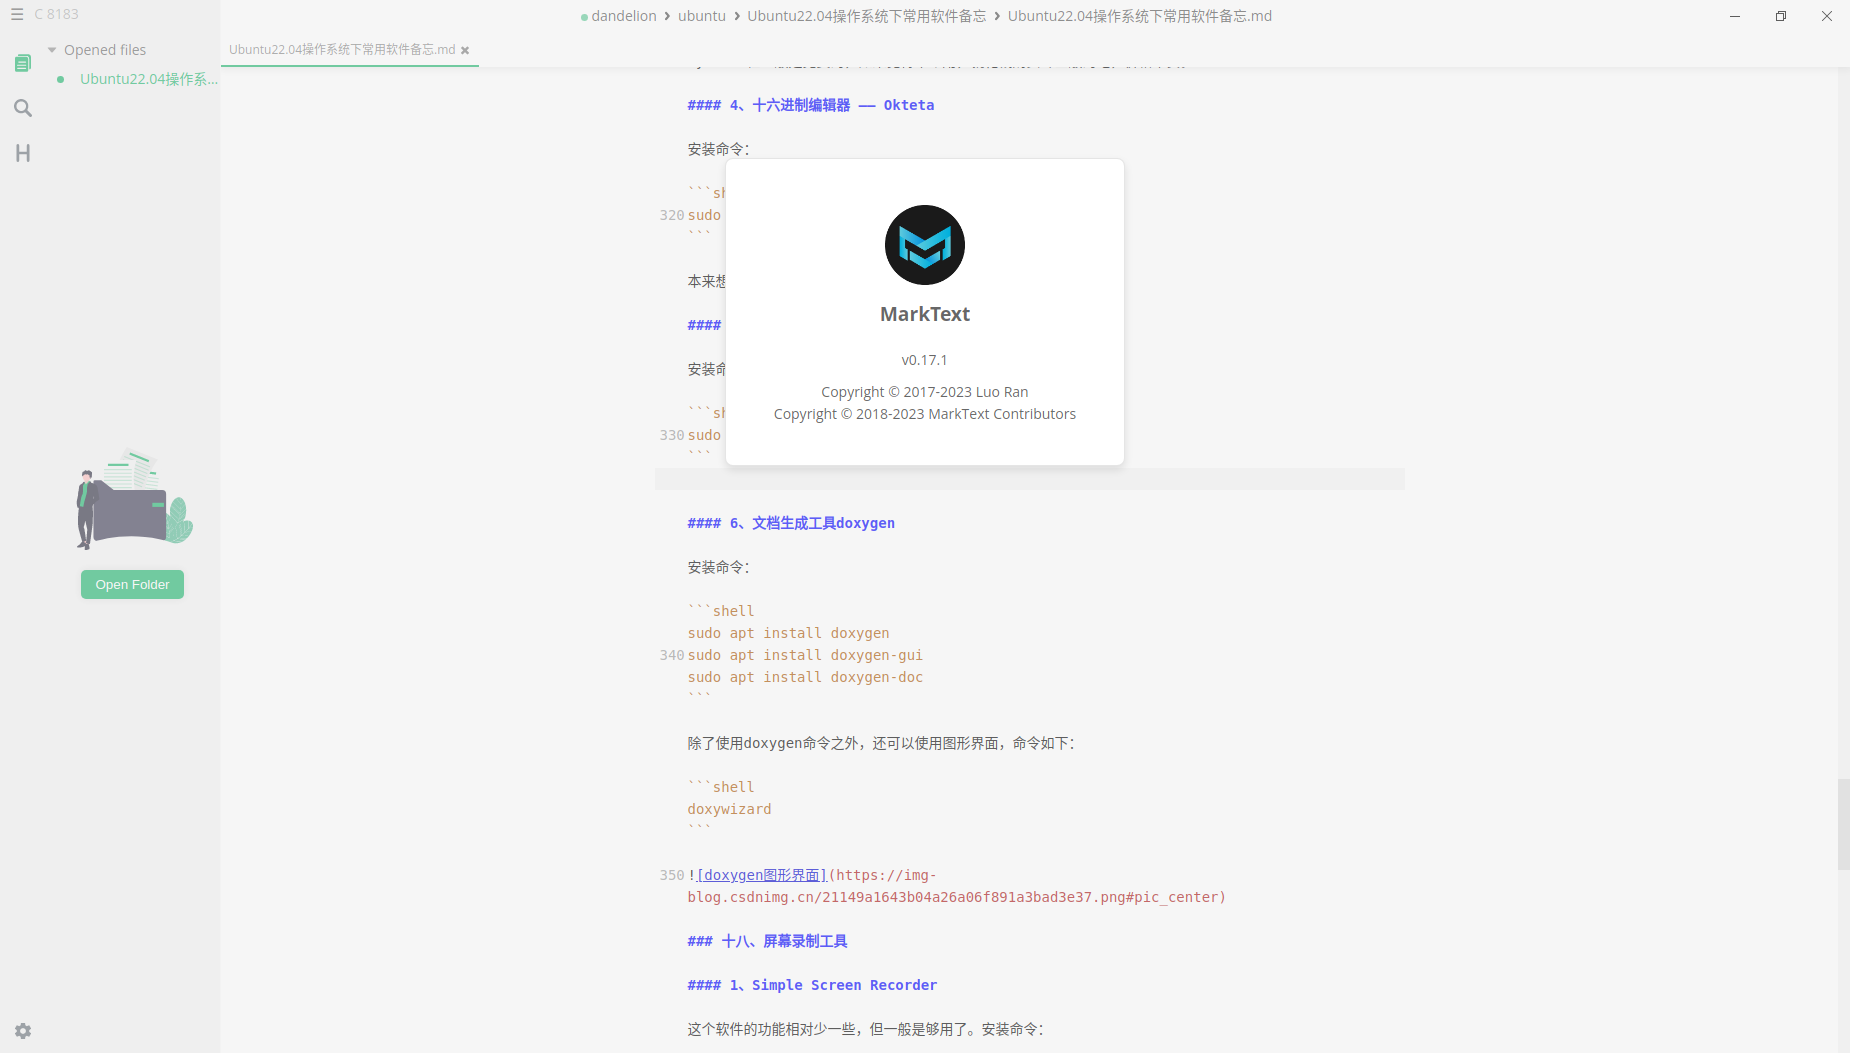 C 8183
dandelion › ubuntu › Ubuntu22.04操作系统下常用软件备忘 › Ubuntu22.04操作系统下常用软件备忘.md
Opened files
Ubuntu22.04操作系...
Open Folder
Ubuntu22.04操作系统下常用软件备忘.md
#### 4、十六进制编辑器 —— Okteta
安装命令：
```sh
320 sudo
```
本来想
####
安装命
```sh
330 sudo
```
MarkText
v0.17.1
Copyright © 2017-2023 Luo Ran
Copyright © 2018-2023 MarkText Contributors
#### 6、文档生成工具doxygen
安装命令：
```shell
sudo apt install doxygen
340 sudo apt install doxygen-gui
sudo apt install doxygen-doc
```
除了使用doxygen命令之外，还可以使用图形界面，命令如下：
```shell
doxywizard
```
350 ![doxygen图形界面](https://img-
blog.csdnimg.cn/21149a1643b04a26a06f891a3bad3e37.png#pic_center)
### 十八、屏幕录制工具
#### 1、Simple Screen Recorder
这个软件的功能相对少一些，但一般是够用了。安装命令：